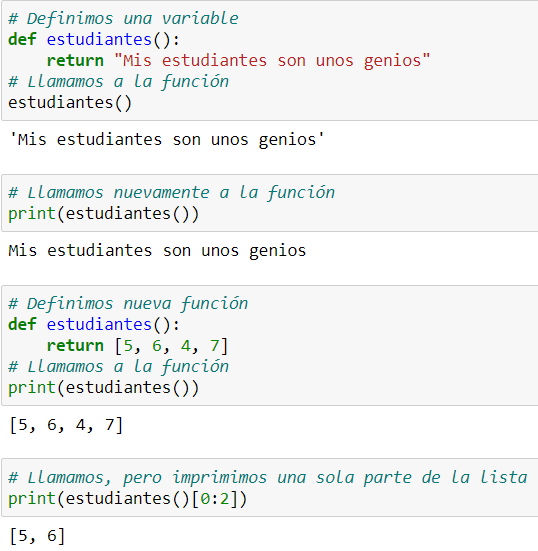 # Definimos una variable
def estudiantes():
    return "Mis estudiantes son unos genios"
# Llamamos a la función
estudiantes()
'Mis estudiantes son unos genios'
# Llamamos nuevamente a la función
print(estudiantes())
Mis estudiantes son unos genios
# Definimos nueva función
def estudiantes():
    return [5, 6, 4, 7]
# Llamamos a la función
print(estudiantes())
[5, 6, 4, 7]
# Llamamos, pero imprimimos una sola parte de la lista
print(estudiantes()[0:2])
[5, 6]